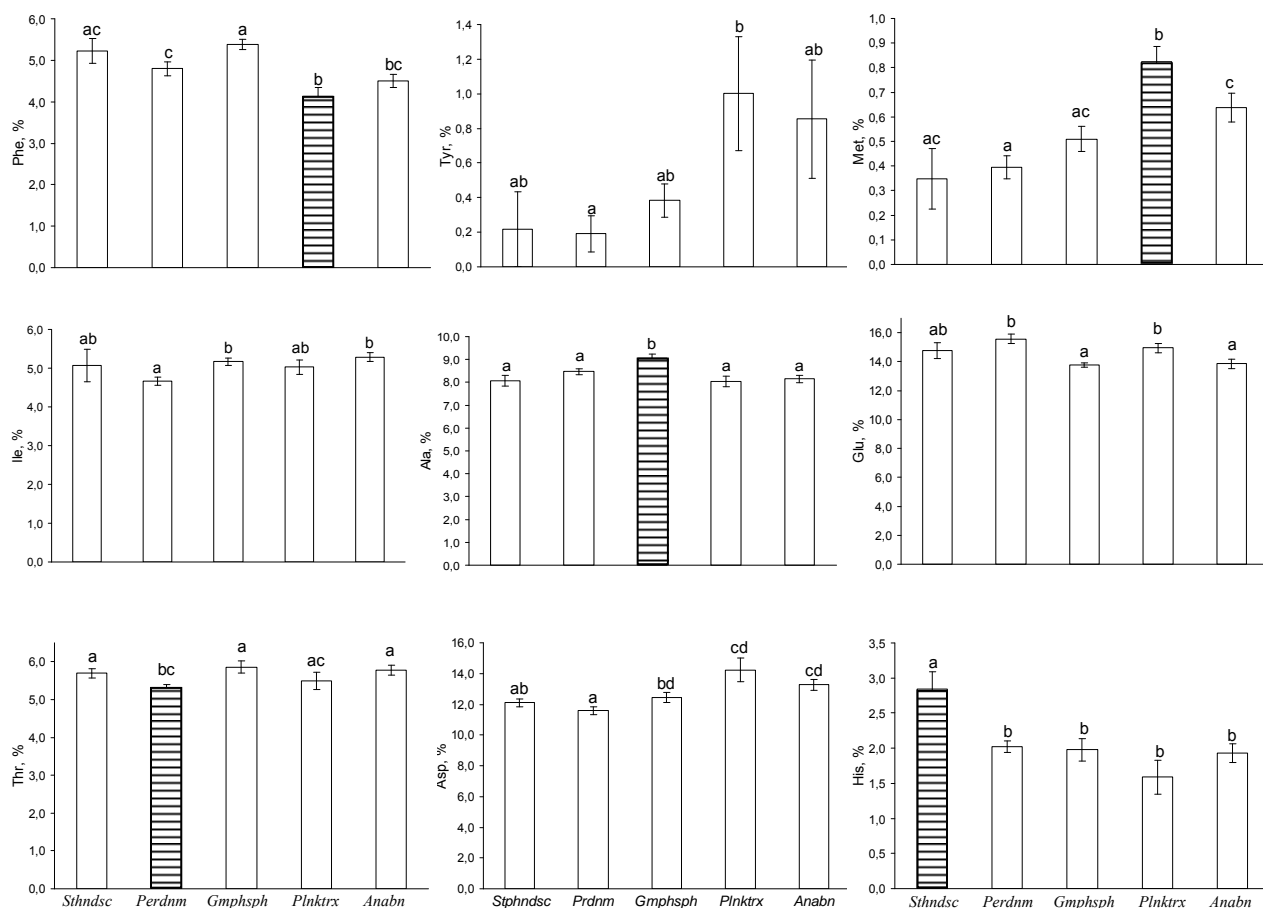 6,0
5,0
4,0
3,0
2,0
1,0
0,0
Phe, %
ac
c
a
b
bc
1,4
1,2
1,0
0,8
0,6
0,4
0,2
0,0
Tyr, %
ab
a
ab
b
ab
1,0
0,9
0,8
0,7
0,6
0,5
0,4
0,3
0,2
0,1
0,0
Met, %
ac
a
ac
b
c
6,0
5,0
4,0
3,0
2,0
1,0
0,0
Ile, %
ab
a
b
ab
b
10,0
9,0
8,0
7,0
6,0
5,0
4,0
3,0
2,0
1,0
0,0
Ala, %
a
a
b
a
a
16,0
14,0
12,0
10,0
8,0
6,0
4,0
2,0
0,0
Glu, %
ab
b
a
b
a
6,0
5,0
4,0
3,0
2,0
1,0
0,0
Thr, %
a
bc
a
ac
a
Sthndsc Perdnm Gmphsph Plnktrx Anabn
16,0
14,0
12,0
10,0
8,0
6,0
4,0
2,0
0,0
Asp, %
ab
a
bd
cd
cd
Stphndsc Prdnm Gmphsph Plnktrx Anabn
3,5
3,0
2,5
2,0
1,5
1,0
0,5
0,0
His, %
a
b
b
b
b
Sthndsc Perdnm Gmphsph Plnktrx Anabn